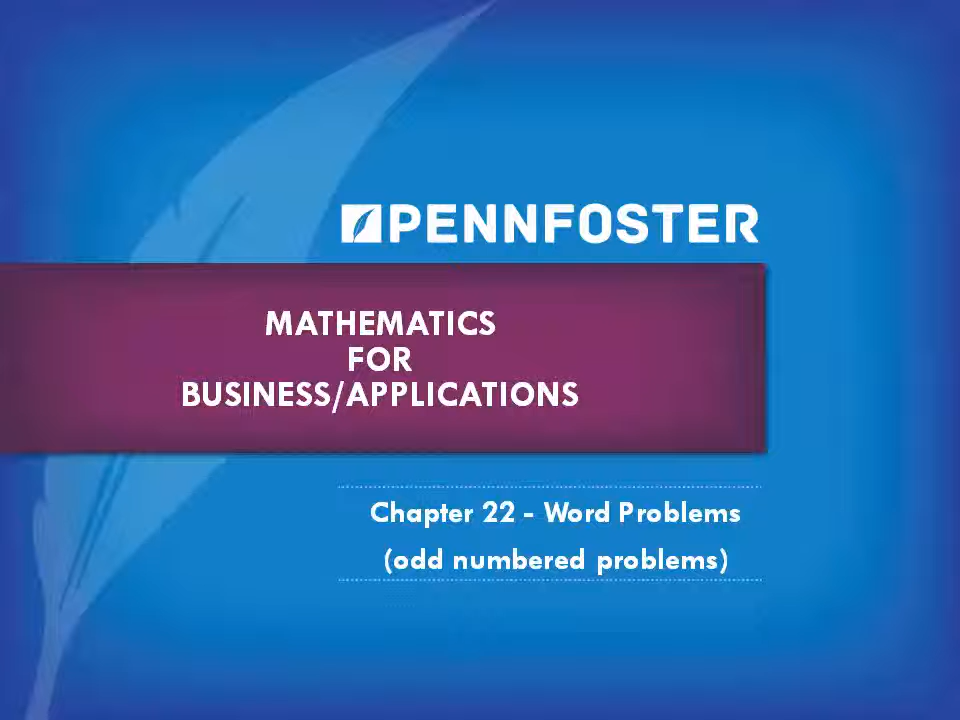 PENNFOSTER
MATHEMATICS
FOR
BUSINESS/APPLICATIONS
Chapter 22 - Word Problems
(odd numbered problems)